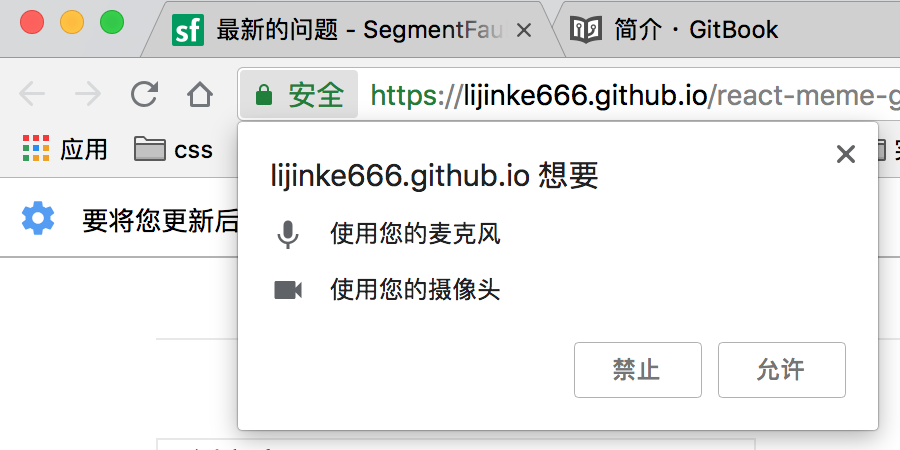 sf 最新的问题 - SegmentFau
简介 · GitBook
安全 https://lijinke666.github.io/react-meme-g
应用 css
lijinke666.github.io 想要
要将您更新后
使用您的麦克风
使用您的摄像头
禁止 允许